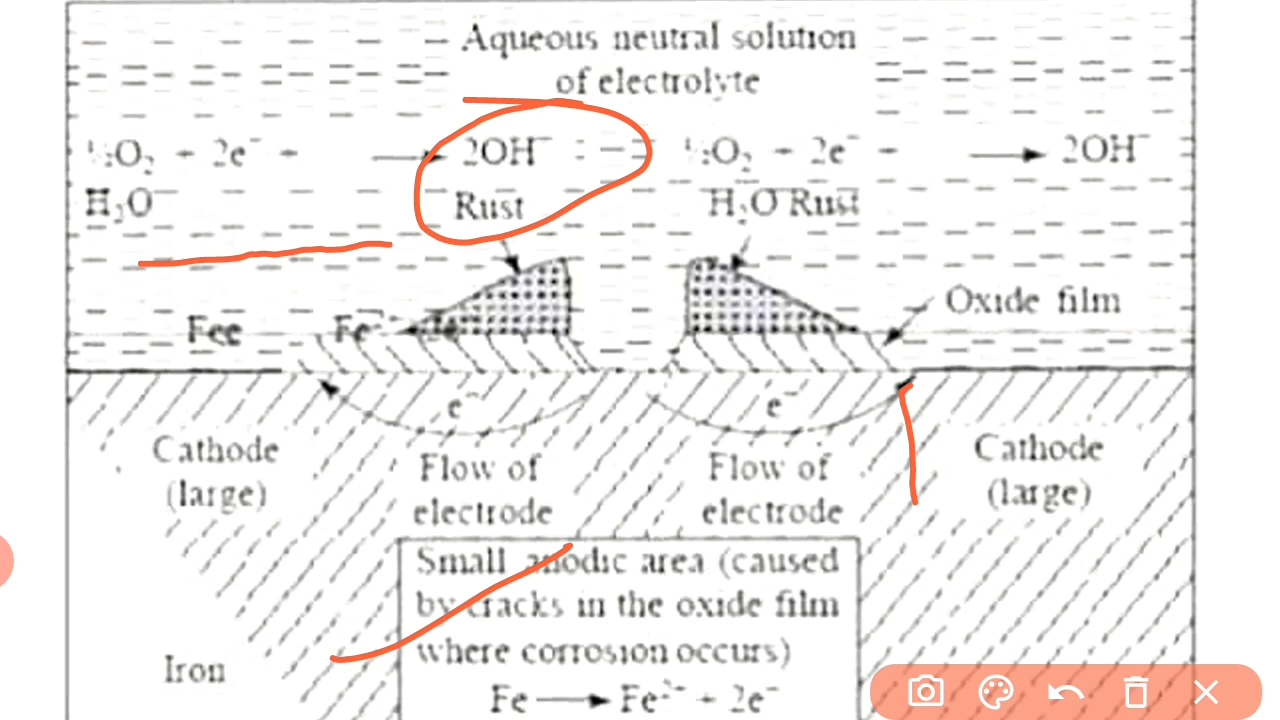 Aqueous neutral solution
of electrolyte
½O₂ + 2e⁻ + → 2OH⁻ ½O₂ + 2e⁻ → 2OH⁻
H₂O Rust H₂O Rust
Oxide film
e⁻ e⁻
Cathode
(large)
Flow of
electrode
Flow of
electrode
Cathode
(large)
Small anodic area (caused
by cracks in the oxide film
where corrosion occurs)
Fe → Fe²⁺ + 2e⁻
Iron